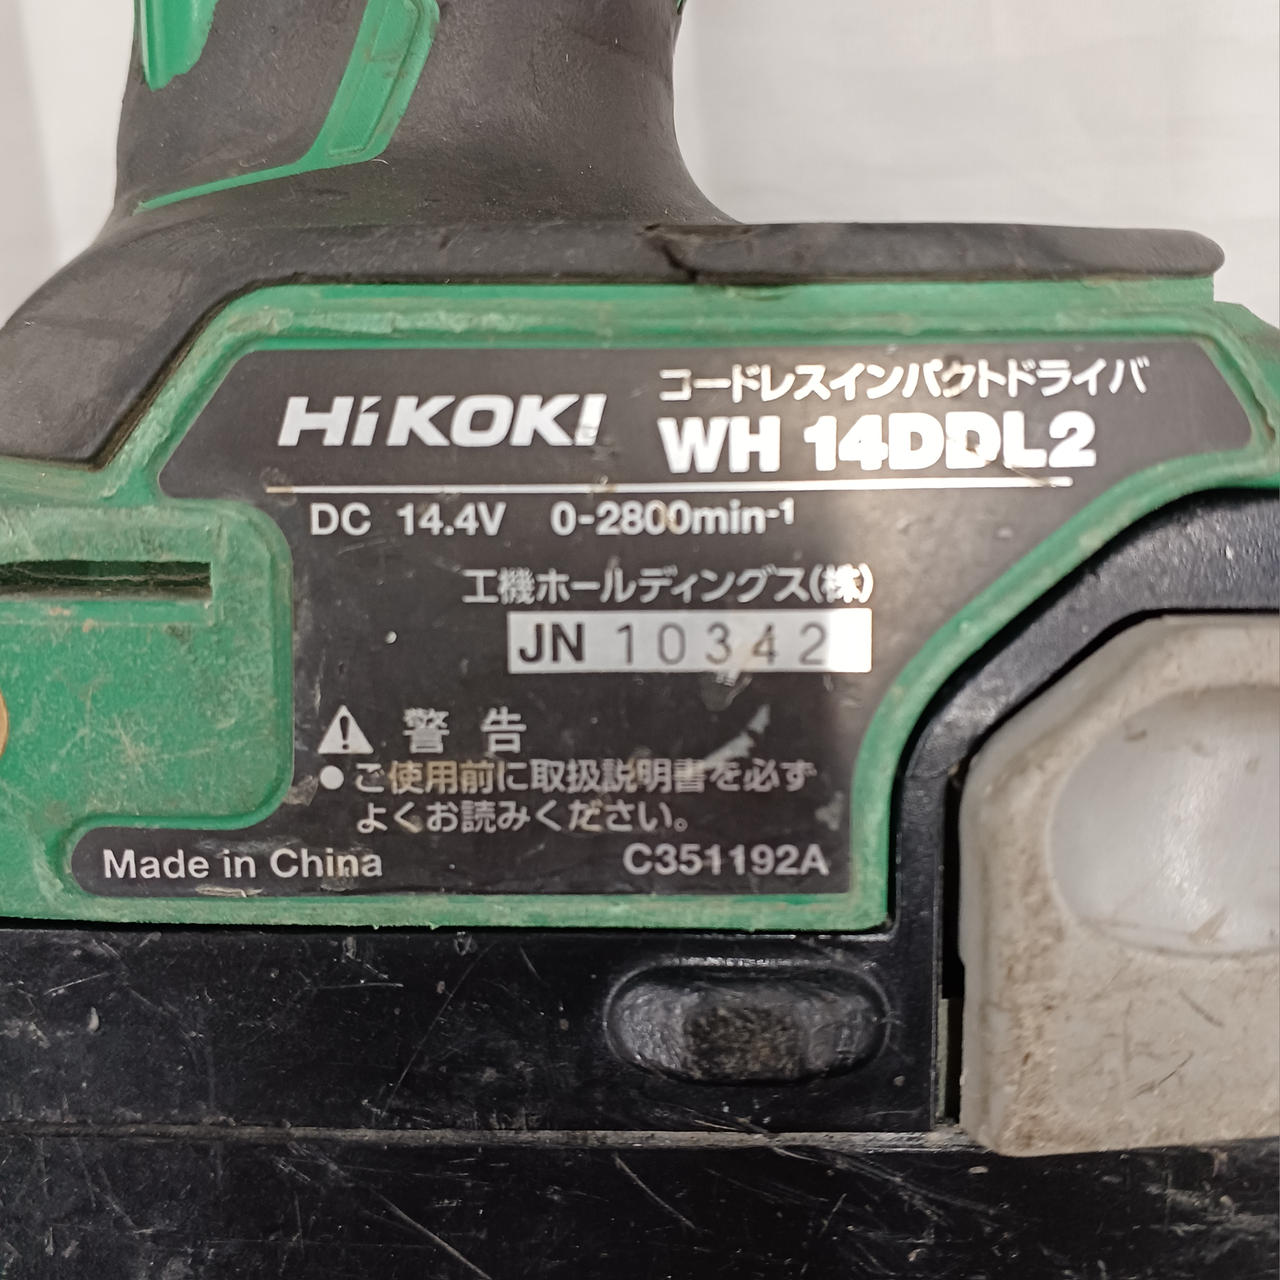 HiKOKI
コードレスインパクトドライバ
WH 14DDL2
DC 14.4V 0-2800min-1
工機ホールディングス(株)
JN 10342
警告
●ご使用前に取扱説明書を必ず
よくお読みください。
Made in China
C351192A